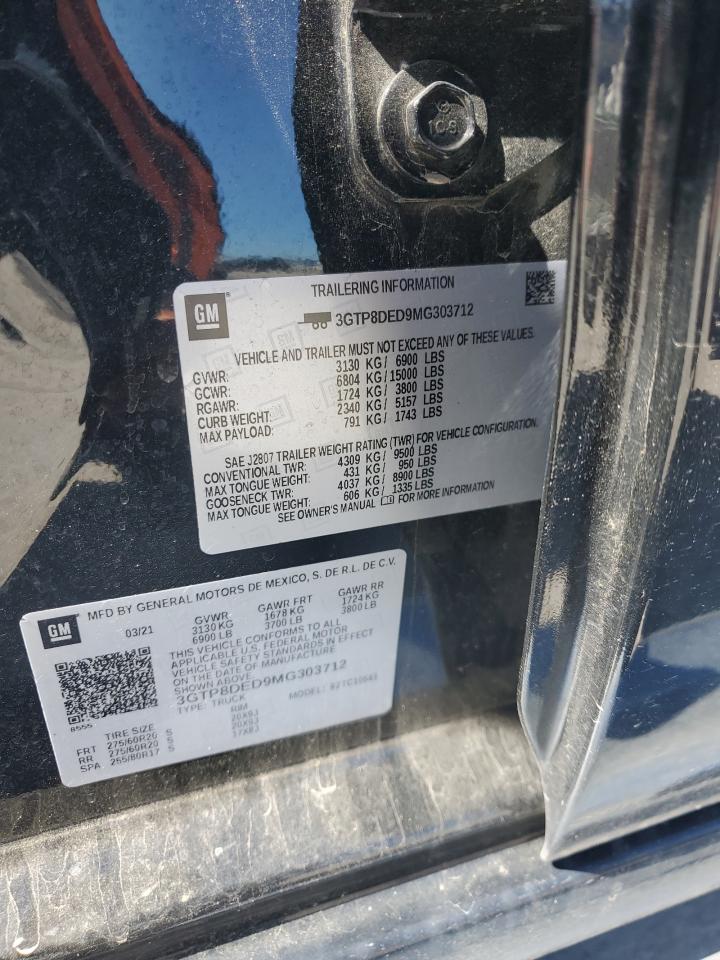 IG
10.9
TRAILERING INFORMATION
GM
3GTP8DED9MG303712
VEHICLE AND TRAILER MUST NOT EXCEED ANY OF THESE VALUES.
GVWR: 3130 KG / 6900 LBS
GCWR: 6804 KG / 15000 LBS
RGAWR: 1724 KG / 3800 LBS
CURB WEIGHT: 2340 KG / 5157 LBS
MAX PAYLOAD: 791 KG / 1743 LBS
SAE J2807 TRAILER WEIGHT RATING (TWR) FOR VEHICLE CONFIGURATION.
CONVENTIONAL TWR: 4309 KG / 9500 LBS
MAX TONGUE WEIGHT: 431 KG / 950 LBS
GOOSENECK TWR: 4037 KG / 8900 LBS
MAX TONGUE WEIGHT: 606 KG / 1335 LBS
SEE OWNER'S MANUAL FOR MORE INFORMATION
GM
MFD BY GENERAL MOTORS DE MEXICO, S. DE R.L. DE C.V.
03/21 GVWR GAWR FRT GAWR RR
3130 KG 1678 KG 1724 KG
6900 LB 3700 LB 3800 LB
THIS VEHICLE CONFORMS TO ALL
APPLICABLE U.S. FEDERAL MOTOR
VEHICLE SAFETY STANDARDS IN EFFECT
ON THE DATE OF MANUFACTURE
SHOWN ABOVE.
3GTP8DED9MG303712
TYPE: TRUCK MODEL:
8555
TIRE SIZE RIM
FRT 275/60R20 S 20X9J
RR 275/60R20 S 20X9J
SPA 255/80R17 S 17X8J